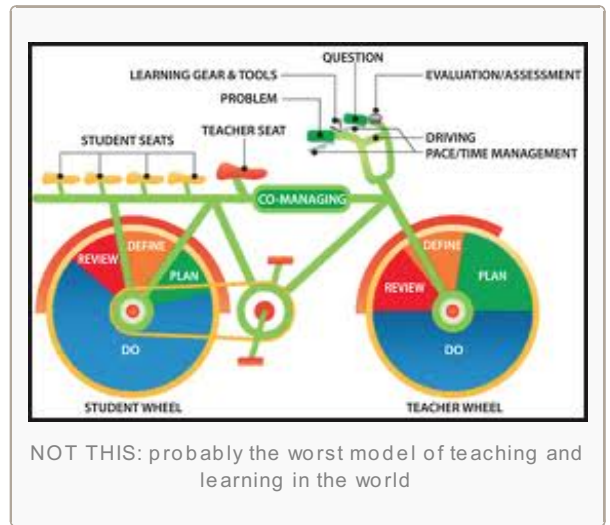 QUESTION
LEARNING GEAR & TOOLS
EVALUATION/ASSESSMENT
PROBLEM
TEACHER SEAT
STUDENT SEATS
DRIVING
PACE/TIME MANAGEMENT
CO-MANAGING
REVIEW
DEFINE
PLAN
DO
STUDENT WHEEL
REVIEW
DEFINE
PLAN
DO
TEACHER WHEEL
NOT THIS: probably the worst model of teaching and
learning in the world